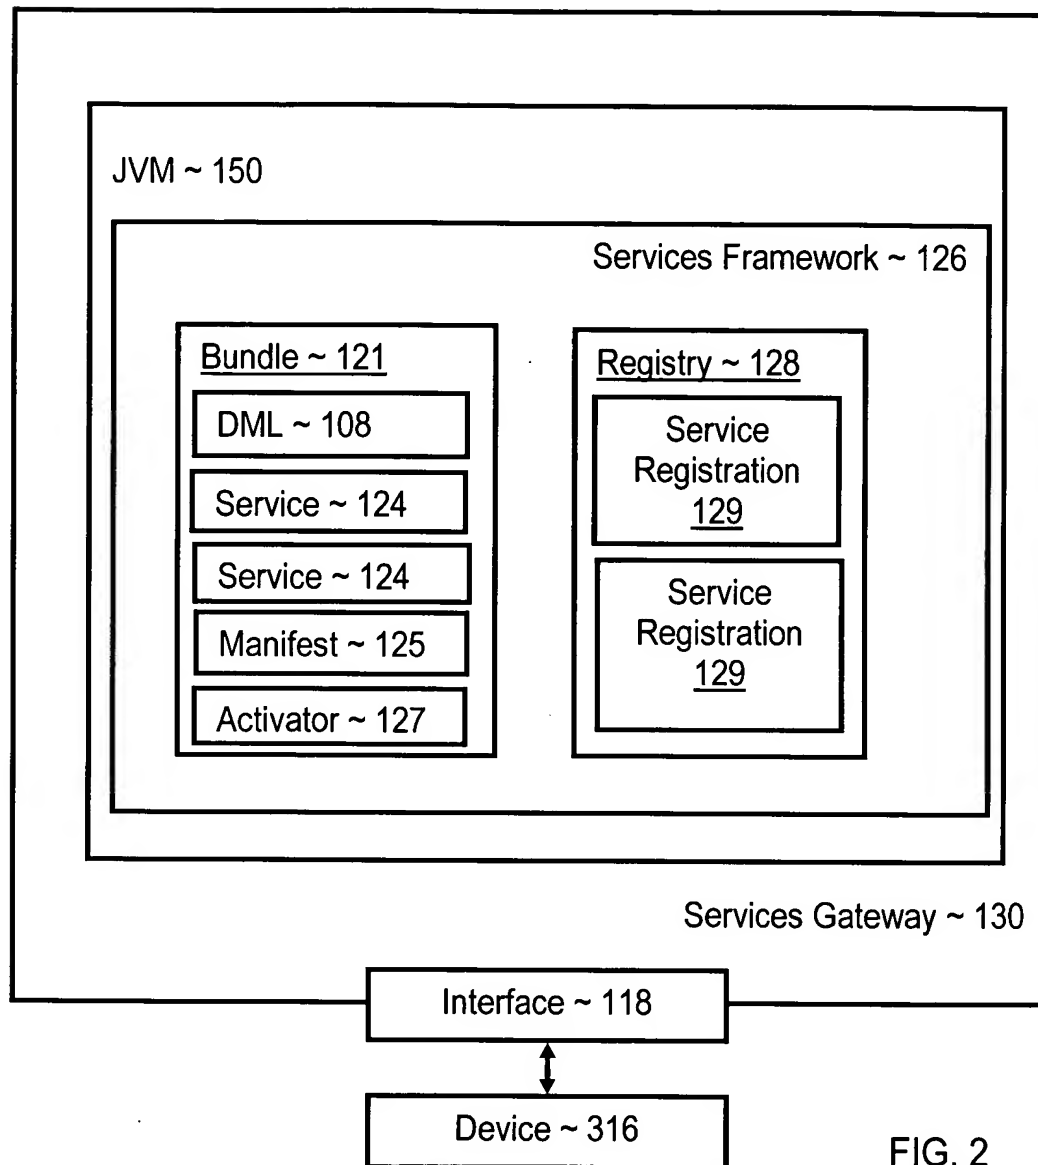 JVM ~ 150
Services Framework ~ 126
Bundle ~ 121
DML ~ 108
Service ~ 124
Service ~ 124
Manifest ~ 125
Activator ~ 127
Registry ~ 128
Service
Registration
129
Service
Registration
129
Services Gateway ~ 130
Interface ~ 118
Device ~ 316
FIG. 2